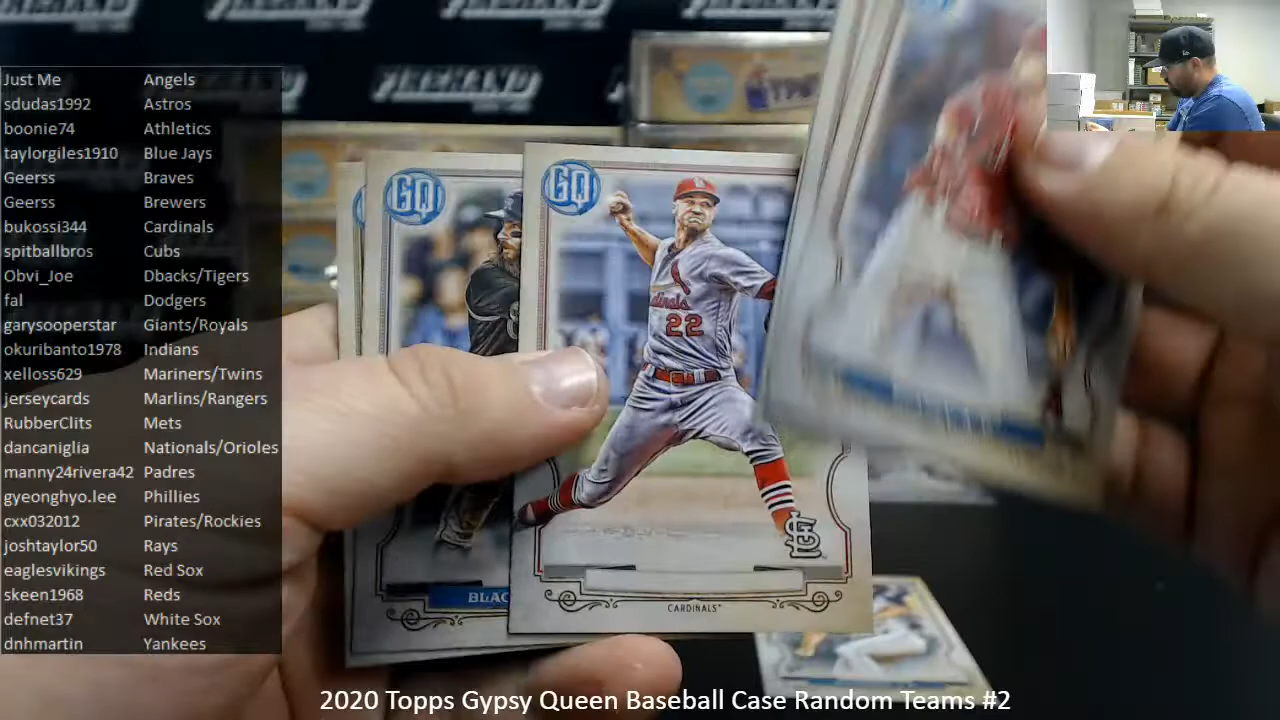 FIREHAND
Just Me Angels
sdudas1992 Astros
boonie74 Athletics
taylorgiles1910 Blue Jays
Geerss Braves
Geerss Brewers
bukossi344 Cardinals
spitballbros Cubs
Obvi_Joe Dbacks/Tigers
fal Dodgers
garysooperstar Giants/Royals
okuribanto1978 Indians
xelloss629 Mariners/Twins
jerseycards Marlins/Rangers
RubberClits Mets
dancaniglia Nationals/Orioles
manny24rivera42 Padres
gyeonghyo.lee Phillies
cxx032012 Pirates/Rockies
joshtaylor50 Rays
eaglesvikings Red Sox
skeen1968 Reds
defnet37 White Sox
dnhmartin Yankees
GQ
GQ
Cardinals
22
STL
BLAC
CARDINALS
2020 Topps Gypsy Queen Baseball Case Random Teams #2